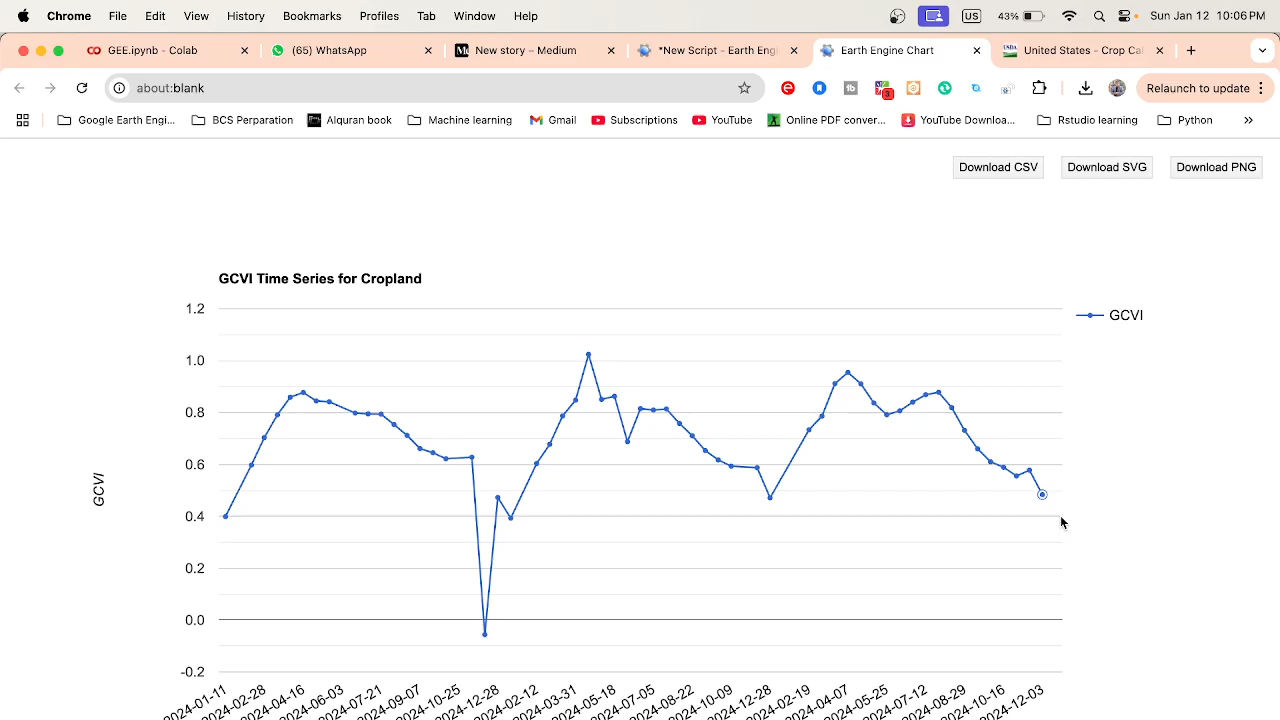 Chrome File Edit View History Bookmarks Profiles Tab Window Help US 43% Sun Jan 12 10:06 PM
GEE.ipynb - Colab (65) WhatsApp New story – Medium *New Script - Earth Engi Earth Engine Chart USDA United States - Crop Cal
about:blank 3 Relaunch to update
Google Earth Engi... BCS Perparation Alquran book Machine learning Gmail Subscriptions YouTube Online PDF conver... YouTube Downloa... Rstudio learning Python »
Download CSV Download SVG Download PNG
GCVI Time Series for Cropland
GCVI
1.2
1.0
0.8
0.6
0.4
0.2
0.0
-0.2
GCVI
2024-01-11 2024-02-28 2024-04-16 2024-06-03 2024-07-21 2024-09-07 2024-10-25 2024-12-28 2024-02-12 2024-03-31 2024-05-18 2024-07-05 2024-08-22 2024-10-09 2024-12-28 2024-02-19 2024-04-07 2024-05-25 2024-07-12 2024-08-29 2024-10-16 2024-12-03